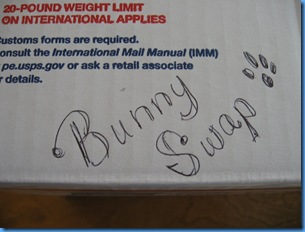 20-POUND WEIGHT LIMIT
ON INTERNATIONAL APPLIES
Customs forms are required.
onsult the International Mail Manual (IMM)
pe.usps.gov or ask a retail associate
r details.
Bunny
Swap